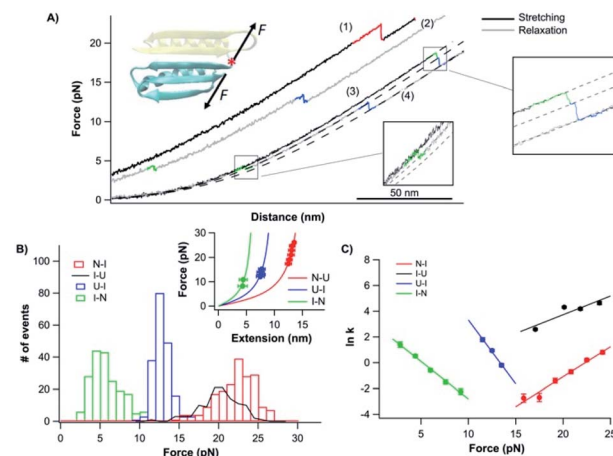 A)
(1)
(2)
Stretching
Relaxation
20
15
10
5
0
Force (pN)
F
*
F
(3)
(4)
50 nm
Distance (nm)
B)
N-I
I-U
U-I
I-N
100
80
60
40
20
0
# of events
0 5 10 15 20 25 30
Force (pN)
30
20
10
0
Force (pN)
N-U
U-I
I-N
0 5 10
Extension (nm)
C)
N-I
I-U
U-I
I-N
6
4
2
0
-2
-4
ln k
5 10 15 20 25
Force (pN)